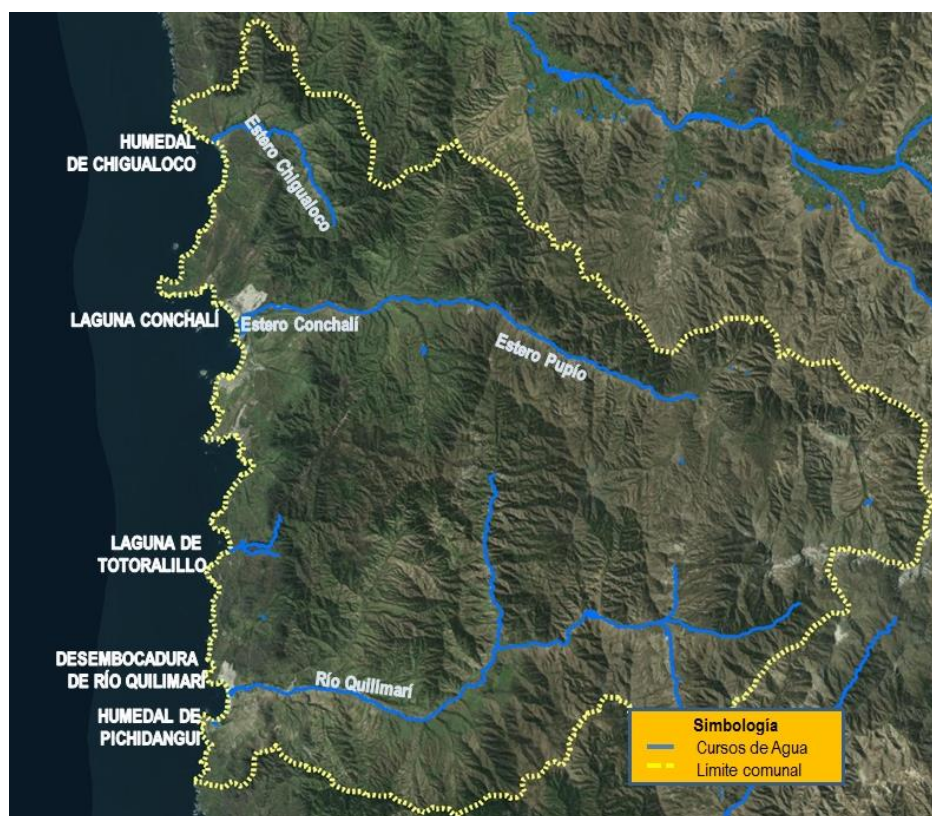 HUMEDAL
DE CHIGUALOCO
Estero Chigualoco
LAGUNA CONCHALÍ
Estero Conchalí
Estero Pupío
LAGUNA DE
TOTORALILLO
DESEMBOCADURA
DE RÍO QUILIMARÍ
Río Quilimarí
HUMEDAL DE
PICHIDANGUI
Simbología
Cursos de Agua
Límite comunal